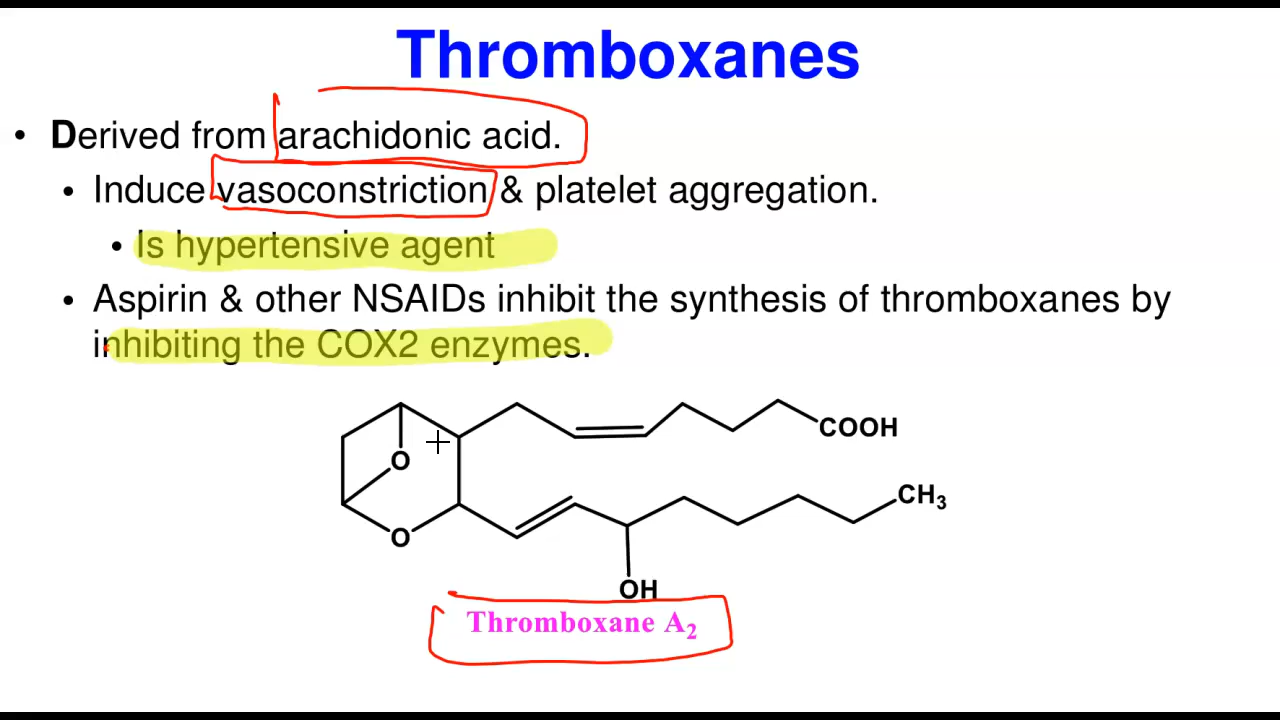 Thromboxanes
• Derived from arachidonic acid.
• Induce vasoconstriction & platelet aggregation.
• Is hypertensive agent
• Aspirin & other NSAIDs inhibit the synthesis of thromboxanes by
inhibiting the COX2 enzymes.
COOH
O
CH₃
O
OH
Thromboxane A₂